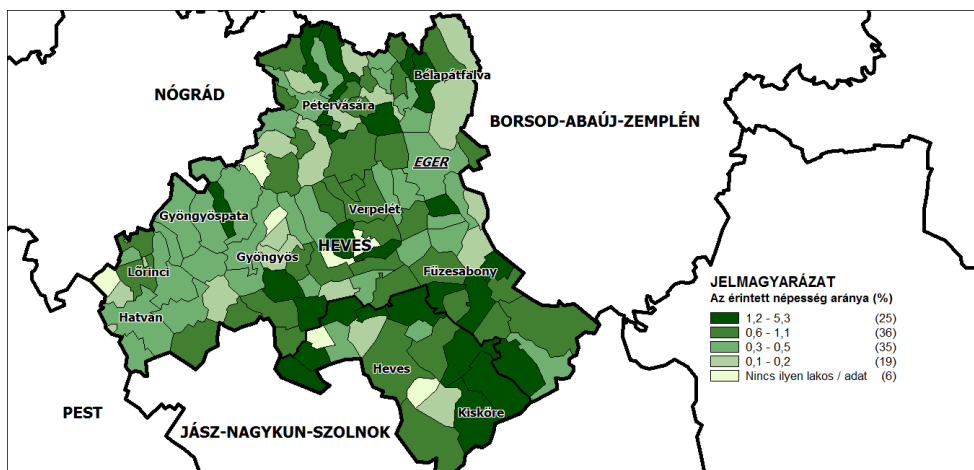 NÓGRÁD
Bélapátfalva
Pétervására
BORSOD-ABAÚJ-ZEMPLÉN
EGER
Gyöngyöspata
Verpelét
HEVES
Gyöngyös
Lőrinci
Füzesabony
Hatvan
Heves
Kisköre
PEST
JÁSZ-NAGYKUN-SZOLNOK
JELMAGYARÁZAT
Az érintett népesség aránya (%)
1,2 - 5,3 (25)
0,6 - 1,1 (36)
0,3 - 0,5 (35)
0,1 - 0,2 (19)
Nincs ilyen lakos / adat (6)